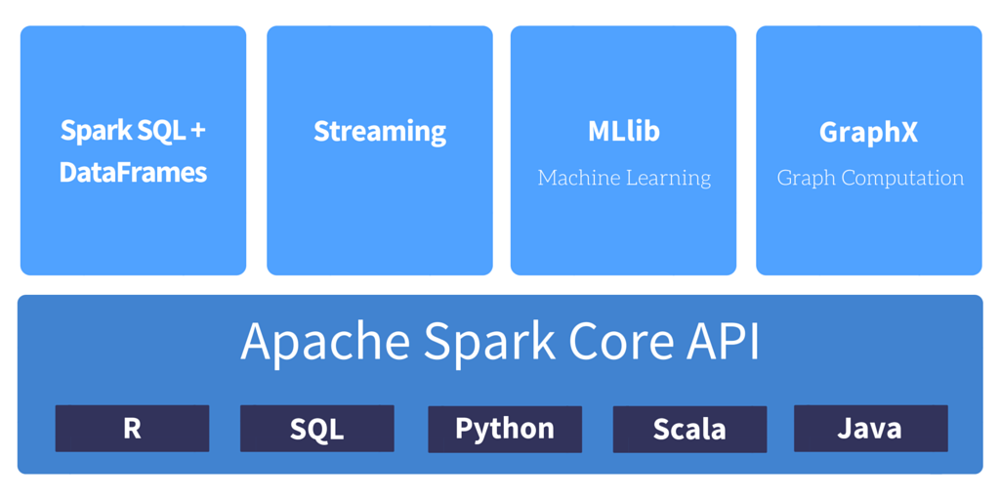 Spark SQL +
DataFrames
Streaming
MLlib
Machine Learning
GraphX
Graph Computation
Apache Spark Core API
R
SQL
Python
Scala
Java